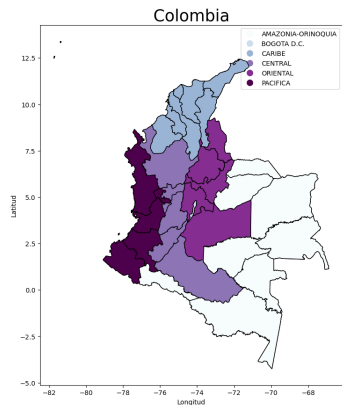 Colombia
AMAZONIA-ORINOQUIA
BOGOTA D.C.
CARIBE
CENTRAL
ORIENTAL
PACIFICA
12.5
10.0
7.5
5.0
2.5
0.0
−2.5
−5.0
Latitud
−82
−80
−78
−76
−74
−72
−70
−68
−66
Longitud